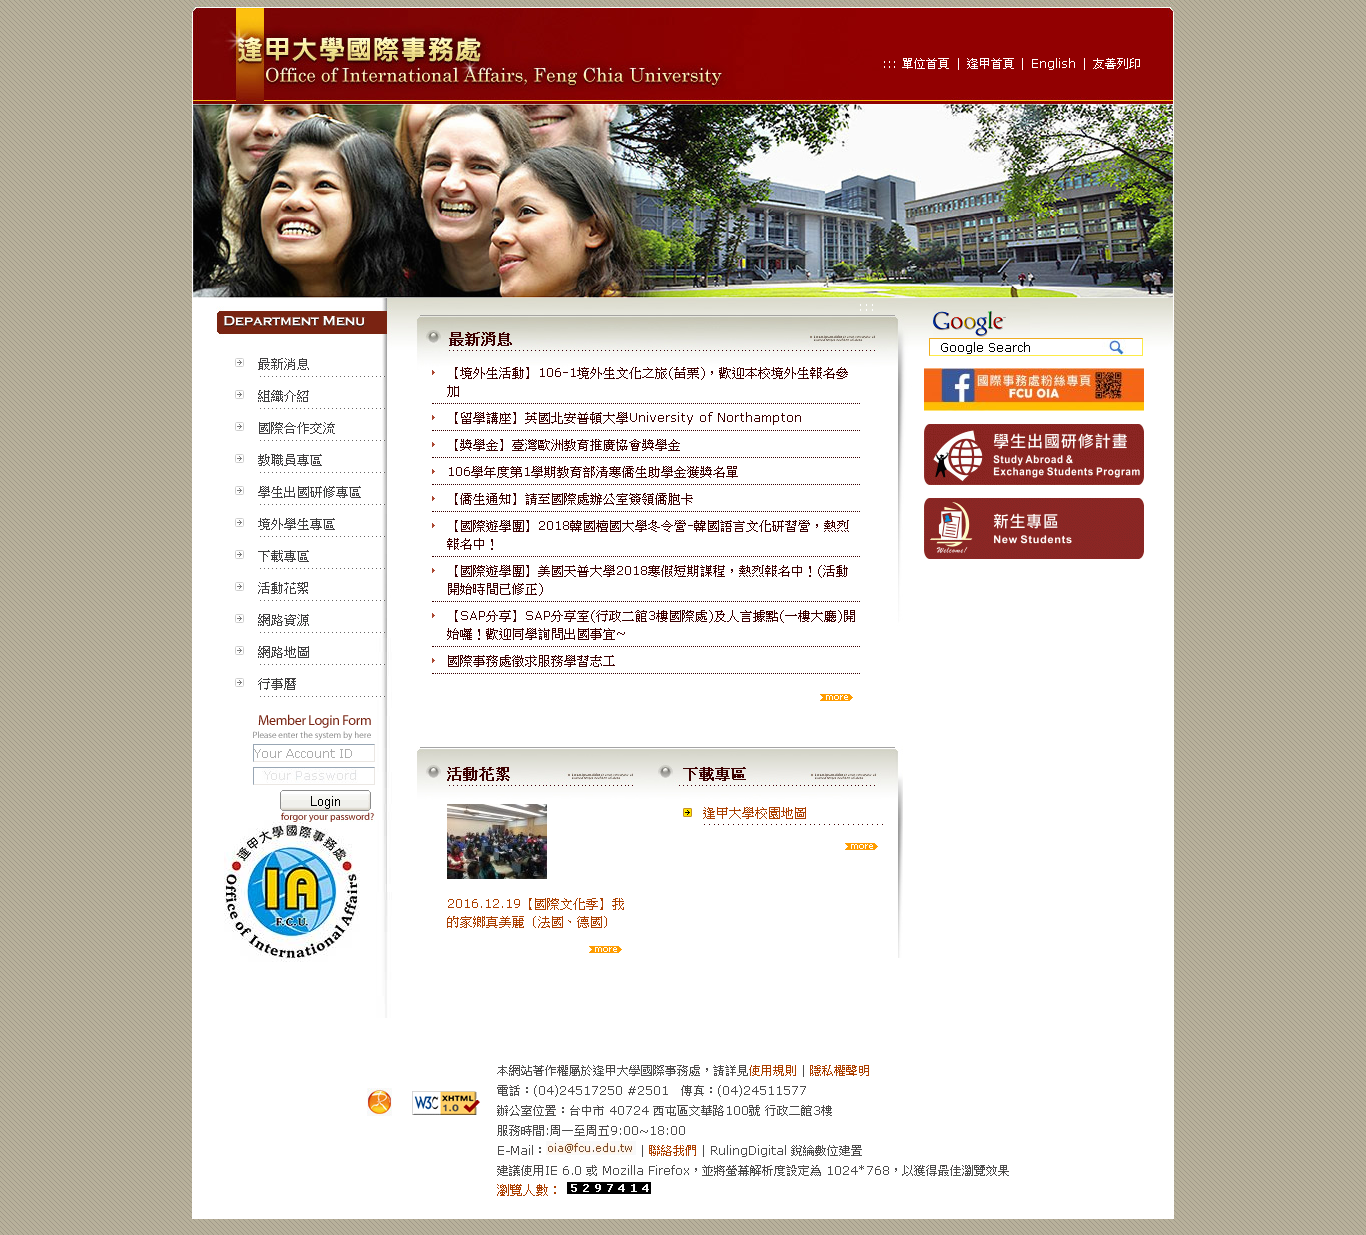 逢甲大學國際事務處
Office of International Affairs, Feng Chia University
::: 單位首頁 | 逢甲首頁 | English | 友善列印
DEPARTMENT MENU
最新消息
組織介紹
國際合作交流
教職員專區
學生出國研修專區
境外學生專區
下載專區
活動花絮
網路資源
網路地圖
行事曆
Member Login Form
Please enter the system by here
Your Account ID
Your Password
Login
forgor your password?
逢甲大學國際事務處
IA
F.C.U.
Office of International Affairs
:::
最新消息
【境外生活動】106-1境外生文化之旅(苗栗)，歡迎本校境外生報名參
加
【留學講座】英國北安普頓大學University of Northampton
【獎學金】臺灣歐洲教育推廣協會獎學金
106學年度第1學期教育部清寒僑生助學金獲獎名單
【僑生通知】請至國際處辦公室簽領僑胞卡
【國際遊學團】2018韓國檀國大學冬令營-韓國語言文化研習營，熱烈
報名中！
【國際遊學團】美國天普大學2018寒假短期課程，熱烈報名中！(活動
開始時間已修正)
【SAP分享】SAP分享室(行政二館3樓國際處)及人言據點(一樓大廳)開
始囉！歡迎同學詢問出國事宜~
國際事務處徵求服務學習志工
more
活動花絮
2016.12.19【國際文化季】我
的家鄉真美麗〔法國、德國〕
more
下載專區
逢甲大學校園地圖
more
Google
Google Search
國際事務處粉絲專頁
FCU OIA
學生出國研修計畫
Study Abroad &
Exchange Students Program
新生專區
New Students
Welcome!
W3C XHTML 1.0
本網站著作權屬於逢甲大學國際事務處，請詳見使用規則 | 隱私權聲明
電話：(04)24517250 #2501 傳真：(04)24511577
辦公室位置：台中市 40724 西屯區文華路100號 行政二館3樓
服務時間:周一至周五9:00~18:00
E-Mail：oia@fcu.edu.tw | 聯絡我們 | RulingDigital 銳綸數位建置
建議使用IE 6.0 或 Mozilla Firefox，並將螢幕解析度設定為 1024*768，以獲得最佳瀏覽效果
瀏覽人數： 5297414